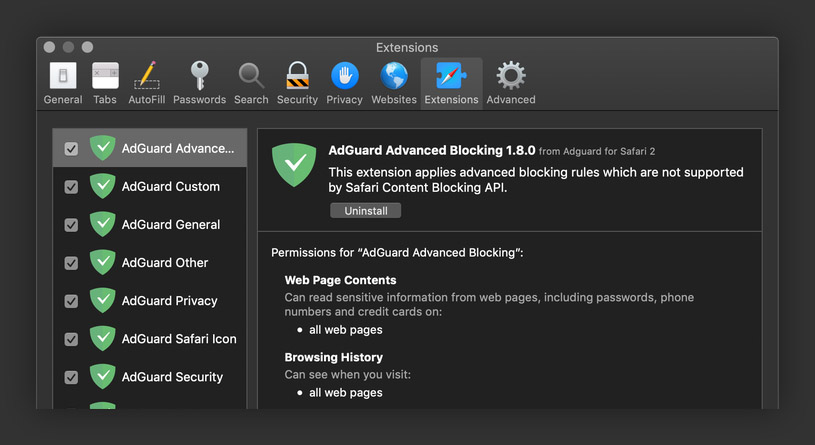 Extensions
General Tabs AutoFill Passwords Search Security Privacy Websites Extensions Advanced
AdGuard Advance...
AdGuard Custom
AdGuard General
AdGuard Other
AdGuard Privacy
AdGuard Safari Icon
AdGuard Security
AdGuard Advanced Blocking 1.8.0 from Adguard for Safari 2
This extension applies advanced blocking rules which are not supported
by Safari Content Blocking API.
Uninstall
Permissions for “AdGuard Advanced Blocking”:
Web Page Contents
Can read sensitive information from web pages, including passwords, phone
numbers and credit cards on:
• all web pages
Browsing History
Can see when you visit:
• all web pages